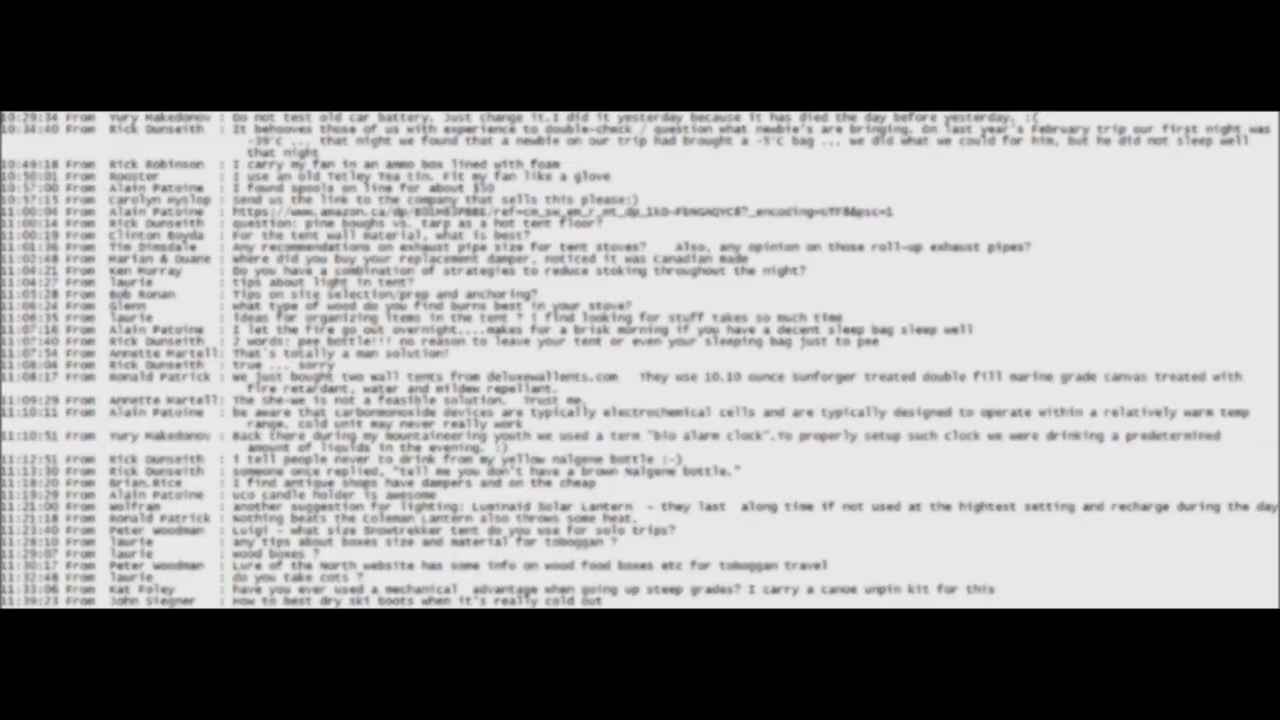 10:29:34 From Yury Makedonov : Do not test old car battery. Just change it.I did it yesterday because it has died the day before yesterday. :(
10:34:40 From Rick Dunseith : It behooves those of us with experience to double-check / question what newbie's are bringing. On last year's February trip our first night was
-39°C ... that night we found that a newbie on our trip had brought a -5°C bag ... we did what we could for him, but he did not sleep well
that night
10:49:18 From Rick Robinson : I carry my fan in an ammo box lined with foam
10:50:01 From Rooster : I use an old Tetley Tea tin. Fit my fan like a glove
10:57:00 From Alain Patoine : I found spools on line for about $10
10:57:15 From Carolyn Hyslop : Send us the link to the company that sells this please:)
11:00:04 From Alain Patoine :
11:00:14 From Rick Dunseith : question: pine boughs vs. tarp as a hot tent floor?
11:00:19 From Clinton Boyda : For the tent wall material, what is best?
11:01:36 From Tim Dinsdale : Any recommendations on exhaust pipe size for tent stoves? Also, any opinion on those roll-up exhaust pipes?
11:02:48 From Marian & Duane : where did you buy your replacement damper, noticed it was canadian made
11:04:21 From Ken Murray : Do you have a combination of strategies to reduce stoking throughout the night?
11:04:27 From laurie : tips about light in tent?
11:05:28 From Bob Ronan : Tips on site selection/prep and anchoring?
11:06:24 From Glenn : what type of wood do you find burns best in your stove?
11:06:35 From laurie : ideas for organizing items in the tent ? i find looking for stuff takes so much time
11:07:16 From Alain Patoine : I let the fire go out overnight....makes for a brisk morning if you have a decent sleep bag sleep well
11:07:40 From Rick Dunseith : 2 words: pee bottle!!! no reason to leave your tent or even your sleeping bag just to pee
11:07:54 From Annette Martell: That's totally a man solution!
11:08:04 From Rick Dunseith : true ... sorry
11:08:17 From Ronald Patrick : we just bought two wall tents from deluxewalltents.com They use 10.10 ounce sunforger treated double fill marine grade canvas treated with
fire retardant, water and mildew repellant.
11:09:29 From Annette Martell: The She-we is not a feasible solution. Trust me.
11:10:11 From Alain Patoine : be aware that carbonmonoxide devices are typically electrochemical cells and are typically designed to operate within a relatively warm temp
range. cold unit may never really work
11:10:51 From Yury Makedonov : Back there during my mountaineering youth we used a term "bio alarm clock".To properly setup such clock we were drinking a predetermined
amount of liquids in the evening. :)
11:12:51 From Rick Dunseith : i tell people never to drink from my yellow nalgene bottle :-)
11:13:30 From Rick Dunseith : someone once replied, "tell me you don't have a brown Nalgene bottle."
11:18:20 From Brian.Rice : I find antique shops have dampers and on the cheap
11:19:29 From Alain Patoine : uco candle holder is awesome
11:21:00 From Wolfram : another suggestion for lighting: Luminaid Solar Lantern - they last along time if not used at the hightest setting and recharge during the day
11:21:18 From Ronald Patrick : Nothing beats the Coleman Lantern also throws some heat.
11:23:40 From Peter Woodman : Luigi - what size Snowtrekker tent do you use for solo trips?
11:28:10 From laurie : any tips about boxes size and material for toboggan ?
11:29:07 From laurie : wood boxes ?
11:30:17 From Peter Woodman : Lure of the North website has some info on wood food boxes etc for toboggan travel
11:32:48 From laurie : do you take cots ?
11:33:06 From Kat Foley : have you ever used a mechanical advantage when going up steep grades? I carry a canoe unpin kit for this
11:39:23 From John Siegner : How to best dry ski boots when it's really cold out